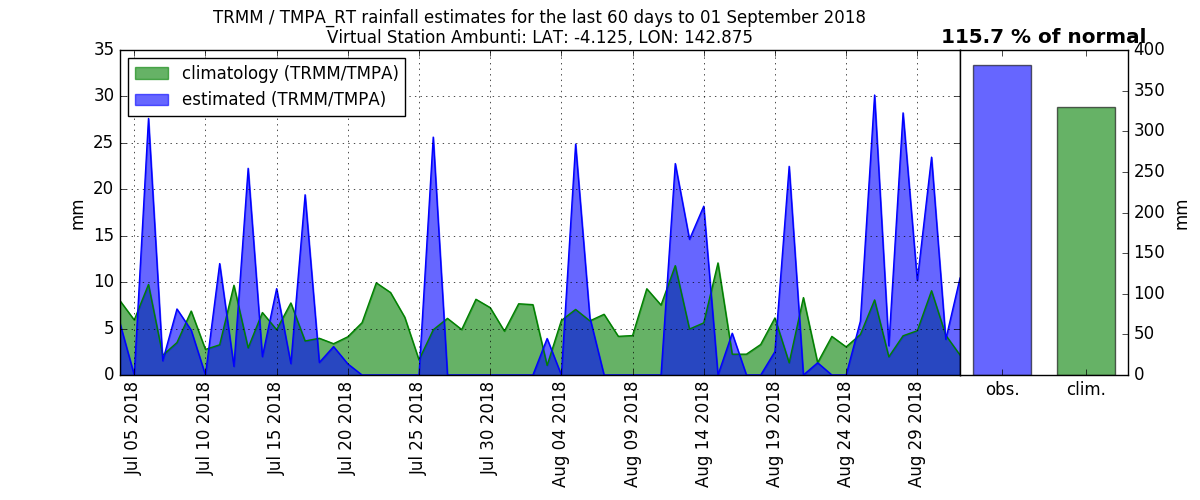 TRMM / TMPA_RT rainfall estimates for the last 60 days to 01 September 2018
Virtual Station Ambunti: LAT: -4.125, LON: 142.875
115.7 % of normal
climatology (TRMM/TMPA)
estimated (TRMM/TMPA)
35
30
25
20
15
10
5
0
mm
400
350
300
250
200
150
100
50
0
mm
obs.
clim.
Jul 05 2018
Jul 10 2018
Jul 15 2018
Jul 20 2018
Jul 25 2018
Jul 30 2018
Aug 04 2018
Aug 09 2018
Aug 14 2018
Aug 19 2018
Aug 24 2018
Aug 29 2018